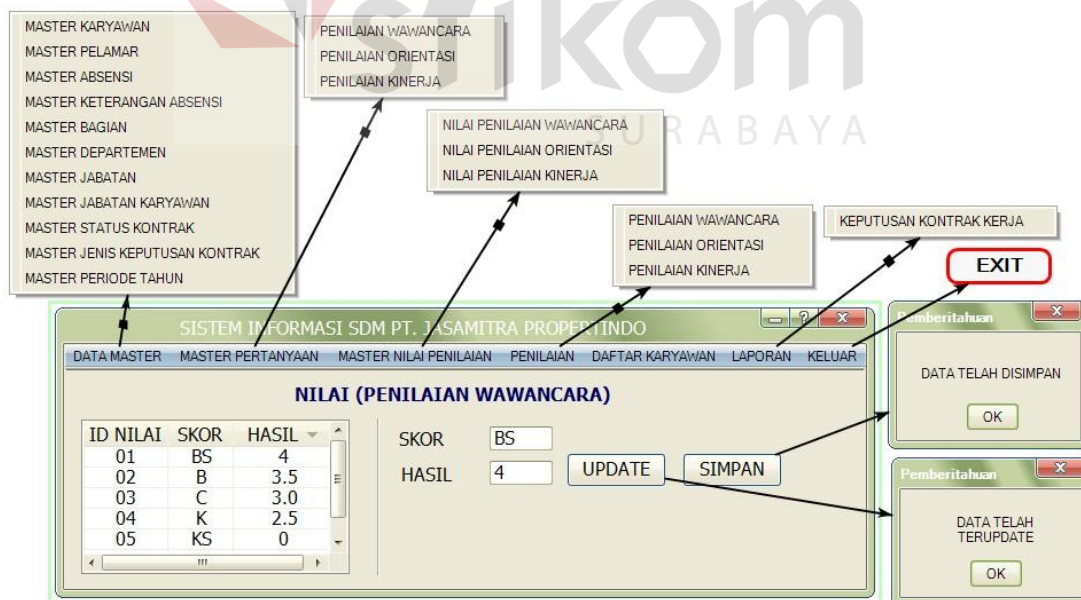 stikom
SURABAYA
MASTER KARYAWAN
MASTER PELAMAR
MASTER ABSENSI
MASTER KETERANGAN ABSENSI
MASTER BAGIAN
MASTER DEPARTEMEN
MASTER JABATAN
MASTER JABATAN KARYAWAN
MASTER STATUS KONTRAK
MASTER JENIS KEPUTUSAN KONTRAK
MASTER PERIODE TAHUN
PENILAIAN WAWANCARA
PENILAIAN ORIENTASI
PENILAIAN KINERJA
NILAI PENILAIAN WAWANCARA
NILAI PENILAIAN ORIENTASI
NILAI PENILAIAN KINERJA
PENILAIAN WAWANCARA
PENILAIAN ORIENTASI
PENILAIAN KINERJA
KEPUTUSAN KONTRAK KERJA
EXIT
SISTEM INFORMASI SDM PT. JASAMITRA PROPERTINDO
DATA MASTER MASTER PERTANYAAN MASTER NILAI PENILAIAN PENILAIAN DAFTAR KARYAWAN LAPORAN KELUAR
NILAI (PENILAIAN WAWANCARA)
ID NILAI SKOR HASIL
01 BS 4
02 B 3.5
03 C 3.0
04 K 2.5
05 KS 0
SKOR BS
HASIL 4 UPDATE SIMPAN
Pemberitahuan
DATA TELAH DISIMPAN
OK
Pemberitahuan
DATA TELAH
TERUPDATE
OK